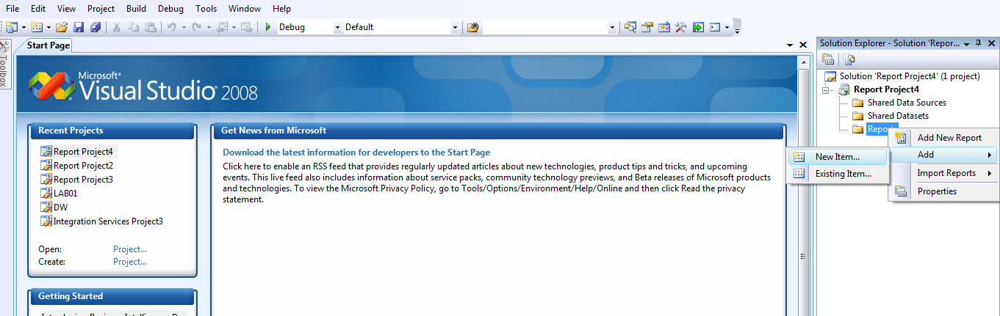 File Edit View Project Build Debug Tools Window Help
Debug Default
Toolbox
Start Page
Microsoft®
Visual Studio® 2008
Recent Projects
Report Project4
Report Project2
Report Project3
LAB01
DW
Integration Services Project3
Open: Project...
Create: Project...
Getting Started
Get News from Microsoft
Download the latest information for developers to the Start Page
Click here to enable an RSS feed that provides regularly updated articles about new technologies, product tips and tricks, and upcoming
events. This live feed also includes information about service packs, community technology previews, and Beta releases of Microsoft products
and technologies. To view the Microsoft Privacy Policy, go to Tools/Options/Environment/Help/Online and then click Read the privacy
statement.
Solution Explorer - Solution 'Repor...
Solution 'Report Project4' (1 project)
Report Project4
Shared Data Sources
Shared Datasets
Reports
Add New Report
Add
Import Reports
Properties
New Item...
Existing Item...